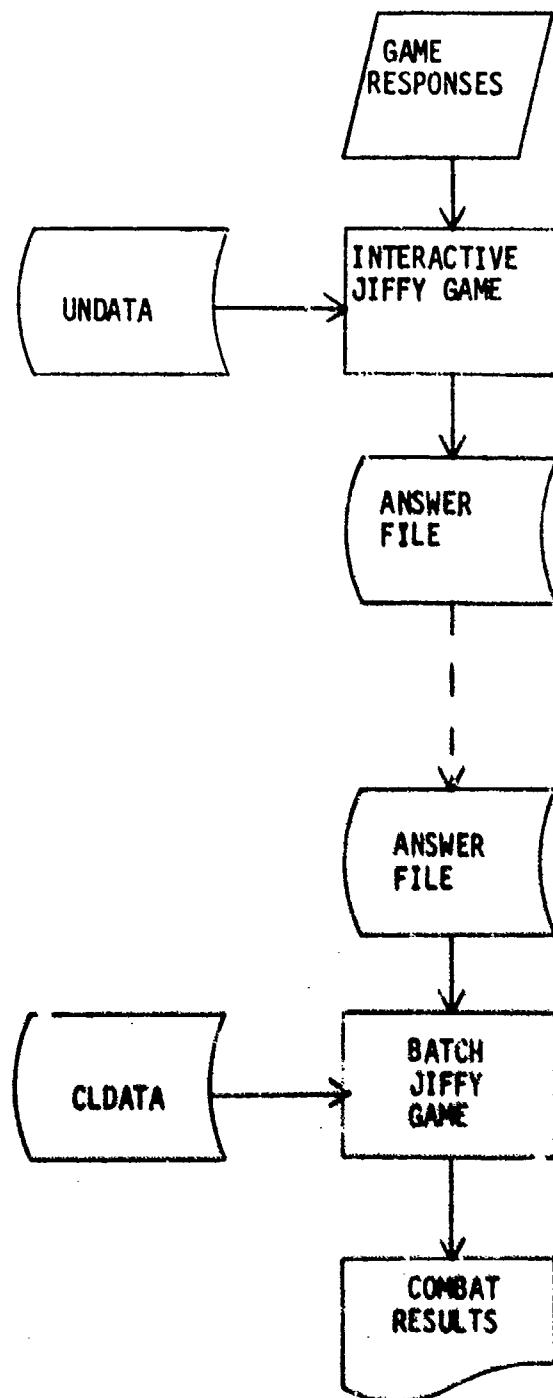 GAME
RESPONSES
INTERACTIVE
JIFFY GAME
UNDATA
ANSWER
FILE
ANSWER
FILE
BATCH
JIFFY
GAME
CLDATA
COMBAT
RESULTS